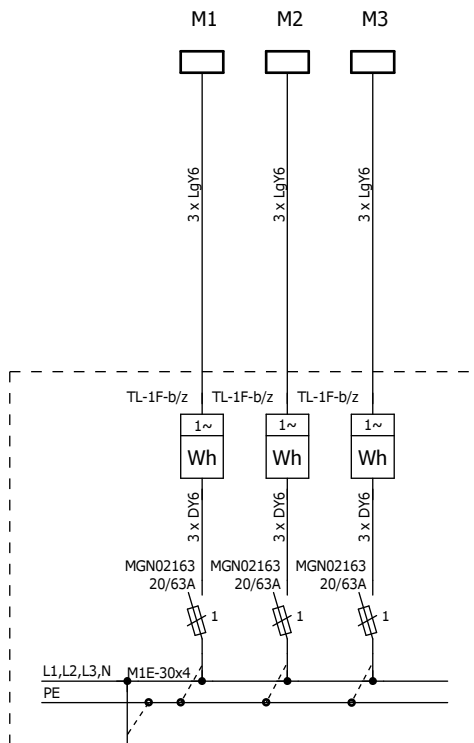 M1 M2 M3
3 x LgY6 3 x LgY6 3 x LgY6
TL-1F-b/z TL-1F-b/z TL-1F-b/z
1~ 1~ 1~
Wh Wh Wh
3 x DY6 3 x DY6 3 x DY6
MGN02163 MGN02163 MGN02163
20/63A 20/63A 20/63A
1 1 1
L1,L2,L3,N M1E-30x4
PE